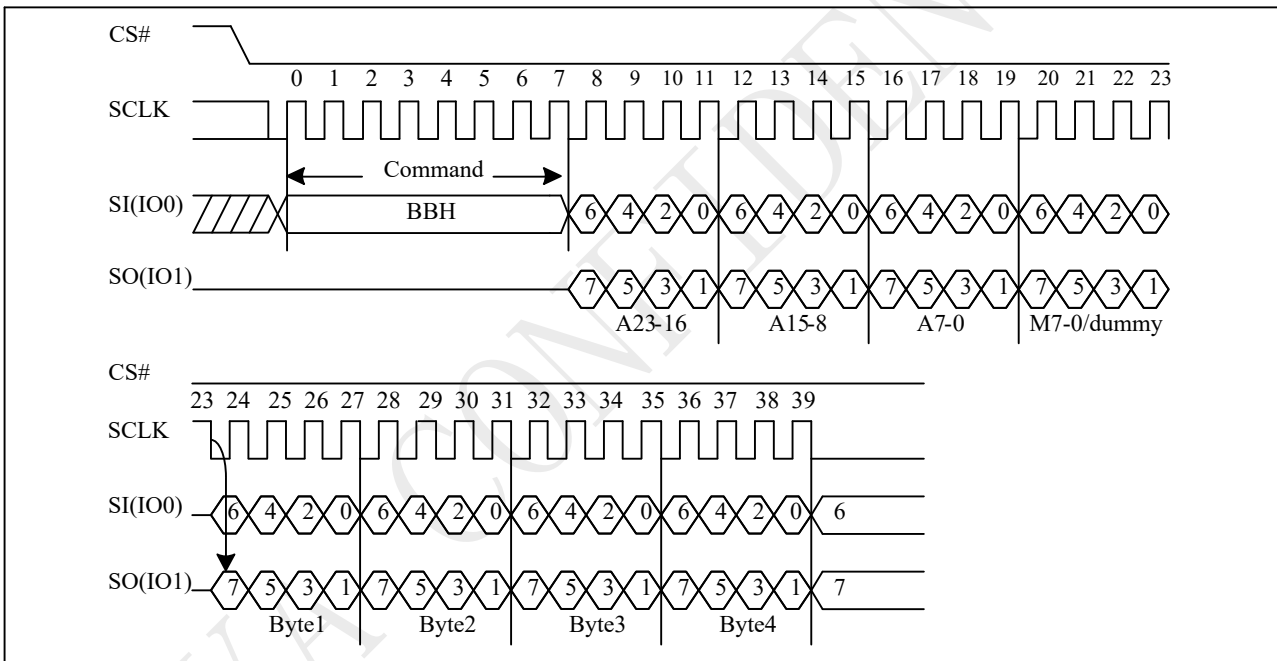 CS#
0 1 2 3 4 5 6 7 8 9 10 11 12 13 14 15 16 17 18 19 20 21 22 23
SCLK
Command
SI(IO0) BBH 6 4 2 0 6 4 2 0 6 4 2 0 6 4 2 0
SO(IO1) 7 5 3 1 7 5 3 1 7 5 3 1 7 5 3 1
A23-16 A15-8 A7-0 M7-0/dummy
CS#
23 24 25 26 27 28 29 30 31 32 33 34 35 36 37 38 39
SCLK
SI(IO0) 6 4 2 0 6 4 2 0 6 4 2 0 6 4 2 0 6
SO(IO1) 7 5 3 1 7 5 3 1 7 5 3 1 7 5 3 1 7
Byte1 Byte2 Byte3 Byte4